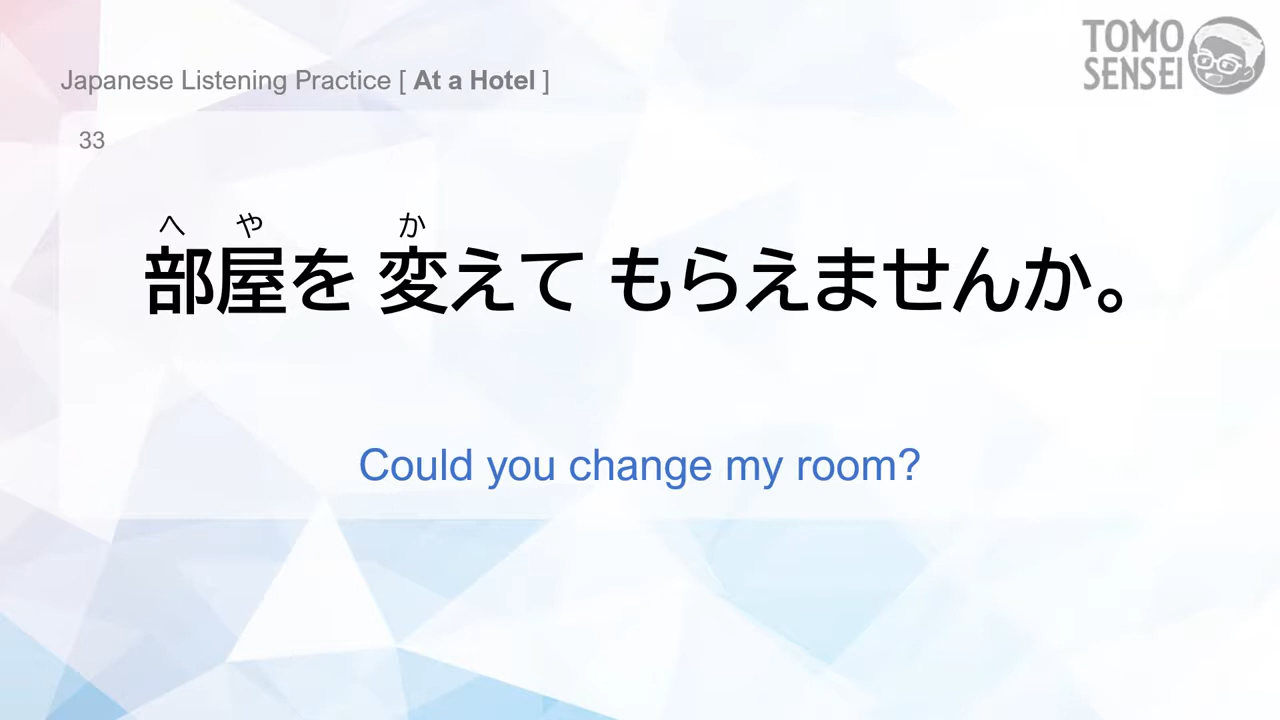 TOMO
SENSEI
Japanese Listening Practice [ At a Hotel ]
33
へ や か
部屋を 変えて もらえませんか。
Could you change my room?